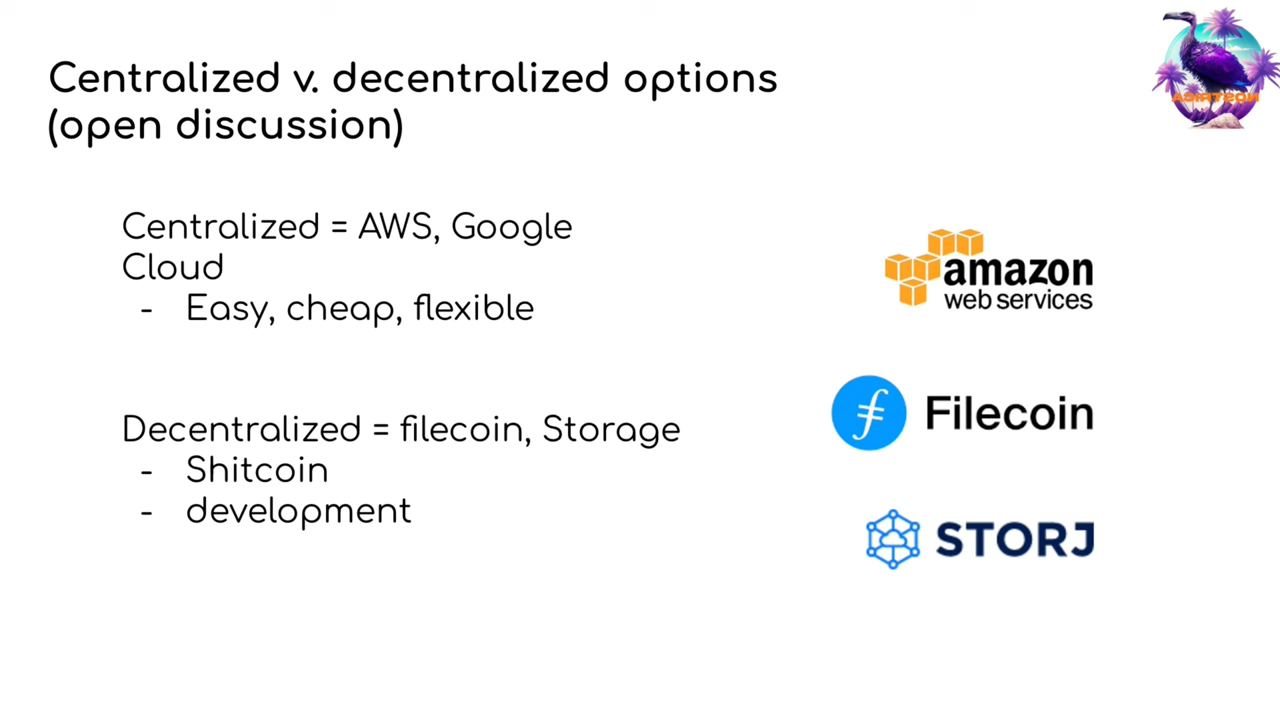 Centralized v. decentralized options
(open discussion)
Centralized = AWS, Google
Cloud
- Easy, cheap, flexible
Decentralized = filecoin, Storage
- Shitcoin
- development
amazon
web services
Filecoin
STORJ
NOSTRICA